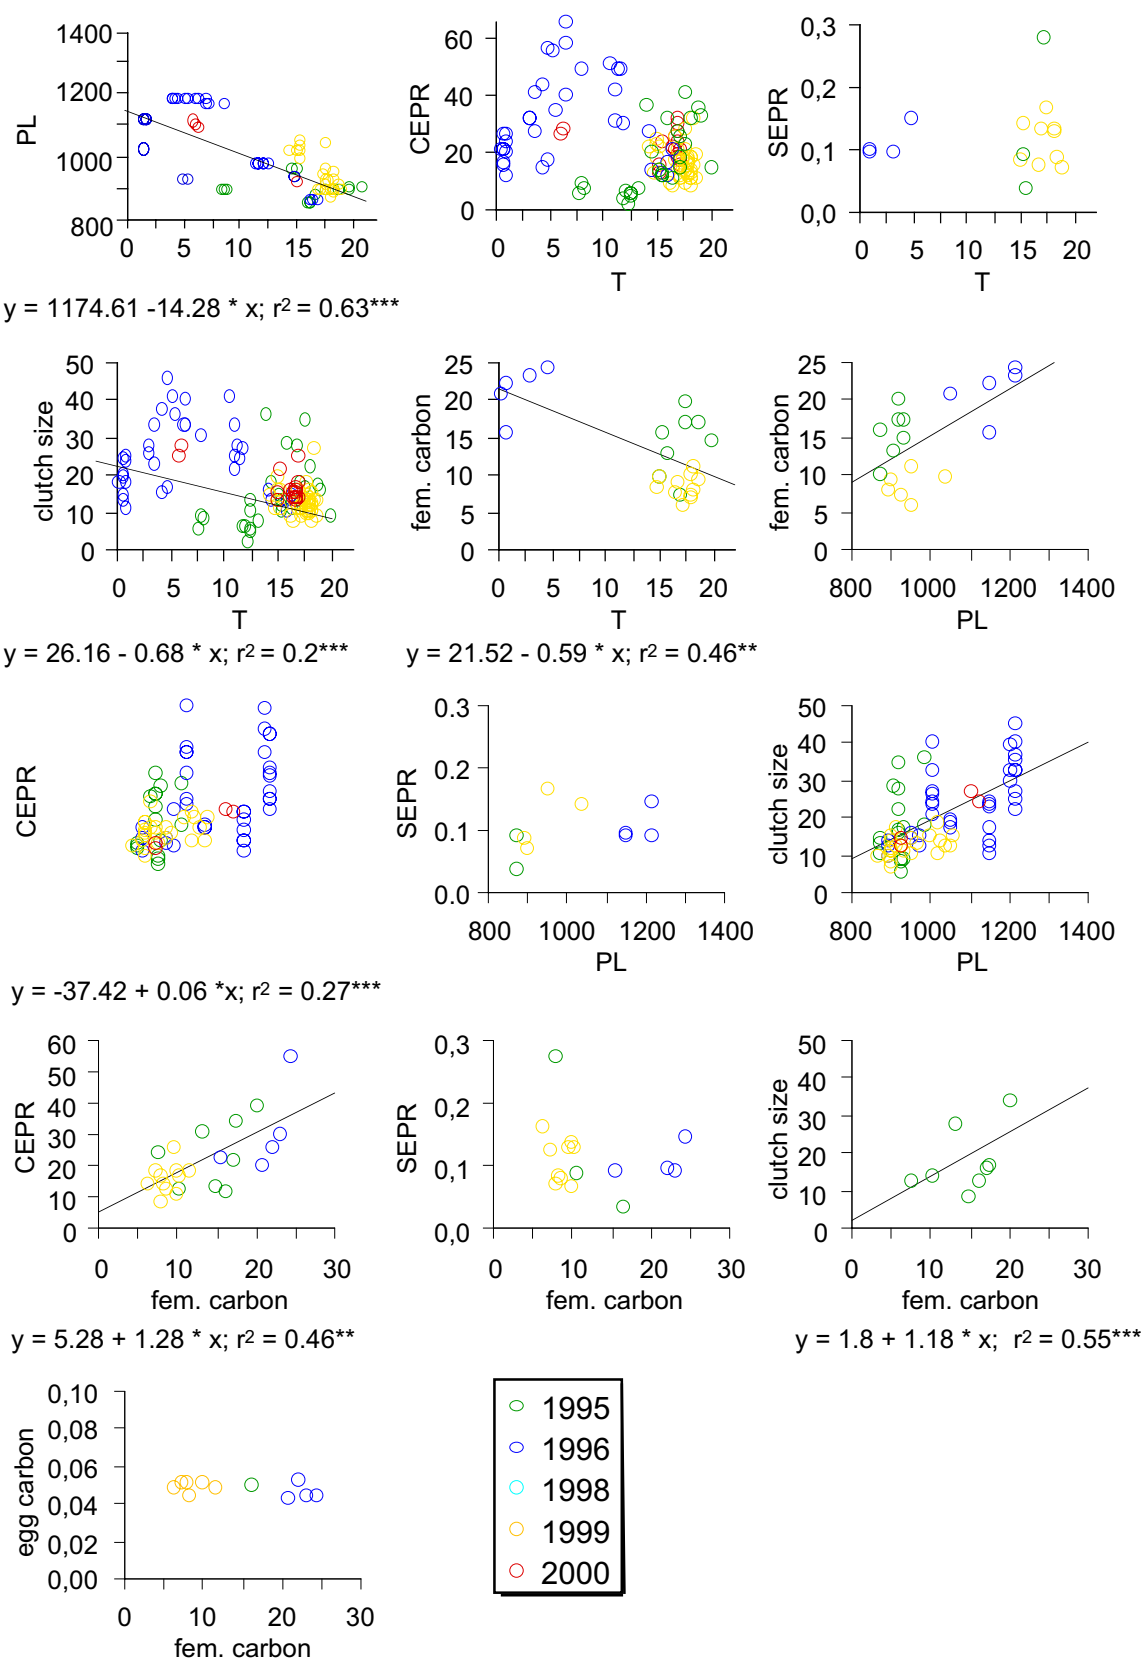 1400
1200
1000
800
PL
0 5 10 15 20
60
40
20
0
CEPR
0 5 10 15 20
T
0,3
0,2
0,1
0,0
SEPR
0 5 10 15 20
T
y = 1174.61 -14.28 * x; r2 = 0.63***
50
40
30
20
10
0
clutch size
0 5 10 15 20
T
25
20
15
10
5
0
fem. carbon
0 5 10 15 20
T
25
20
15
10
5
0
fem. carbon
800 1000 1200 1400
PL
y = 26.16 - 0.68 * x; r2 = 0.2***
y = 21.52 - 0.59 * x; r2 = 0.46**
CEPR
0.3
0.2
0.1
0.0
SEPR
800 1000 1200 1400
PL
50
40
30
20
10
0
clutch size
800 1000 1200 1400
PL
y = -37.42 + 0.06 *x; r2 = 0.27***
60
50
40
30
20
10
0
CEPR
0 10 20 30
fem. carbon
0,3
0,2
0,1
0,0
SEPR
0 10 20 30
fem. carbon
50
40
30
20
10
0
clutch size
0 10 20 30
fem. carbon
y = 5.28 + 1.28 * x; r2 = 0.46**
y = 1.8 + 1.18 * x; r2 = 0.55***
0,10
0,08
0,06
0,04
0,02
0,00
egg carbon
0 10 20 30
fem. carbon
1995
1996
1998
1999
2000